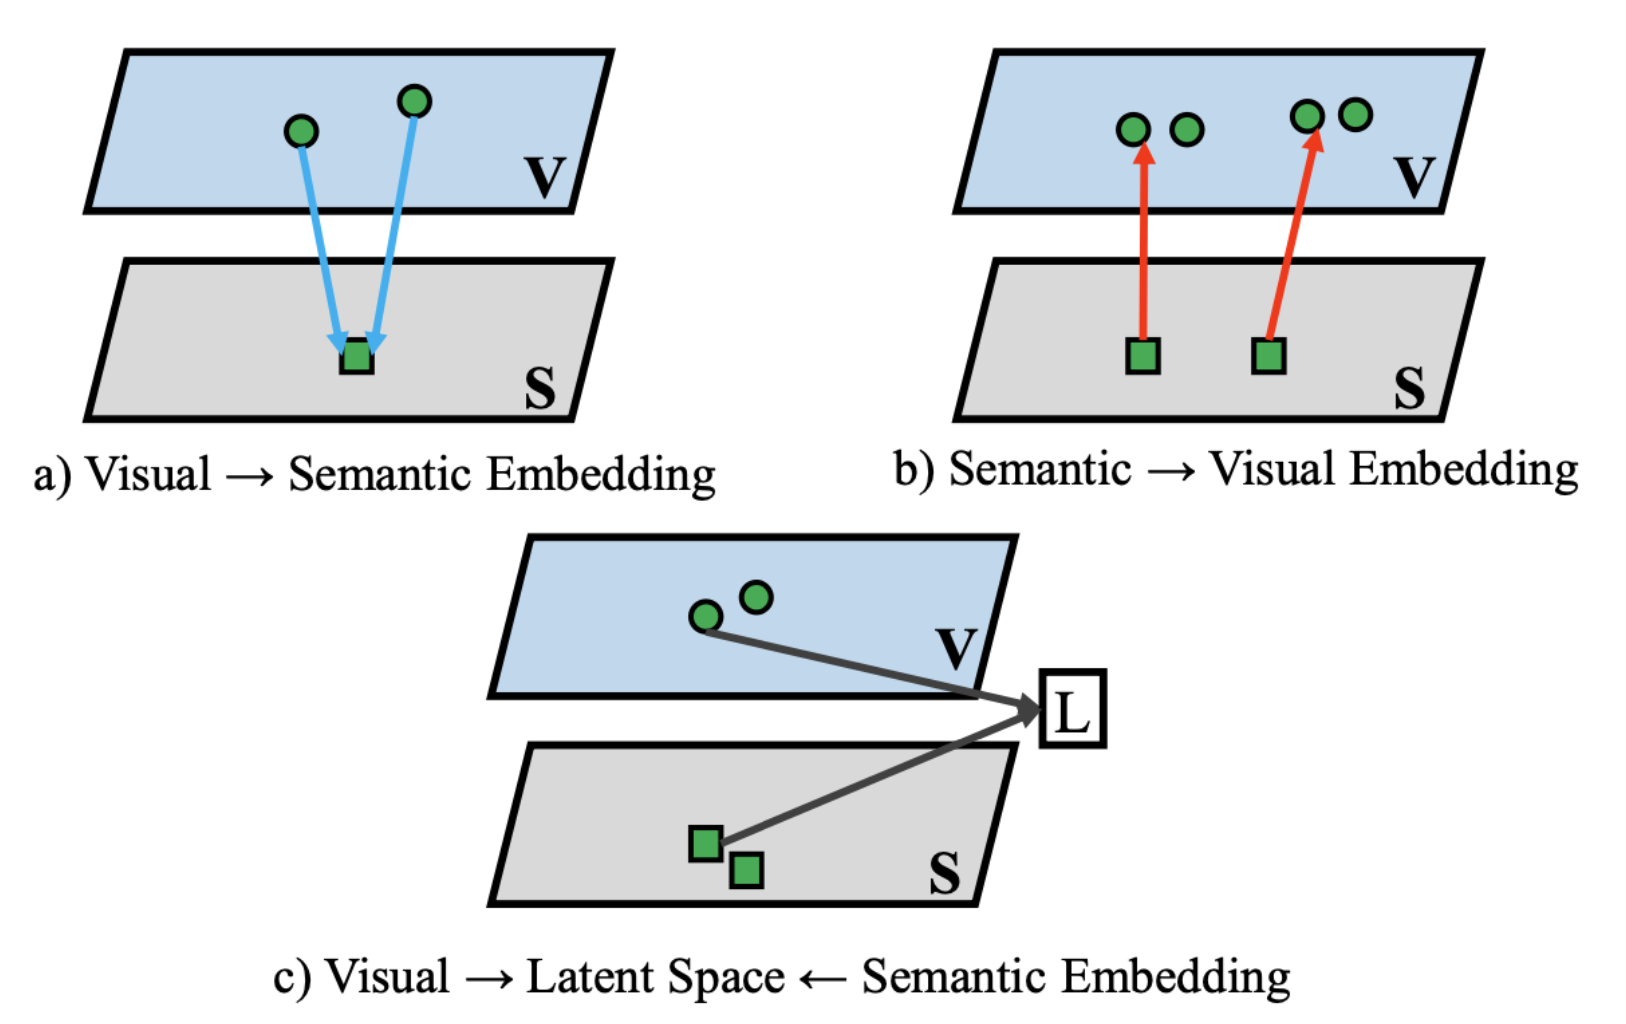 V
V
S
S
a) Visual → Semantic Embedding
b) Semantic → Visual Embedding
V
L
S
c) Visual → Latent Space ← Semantic Embedding